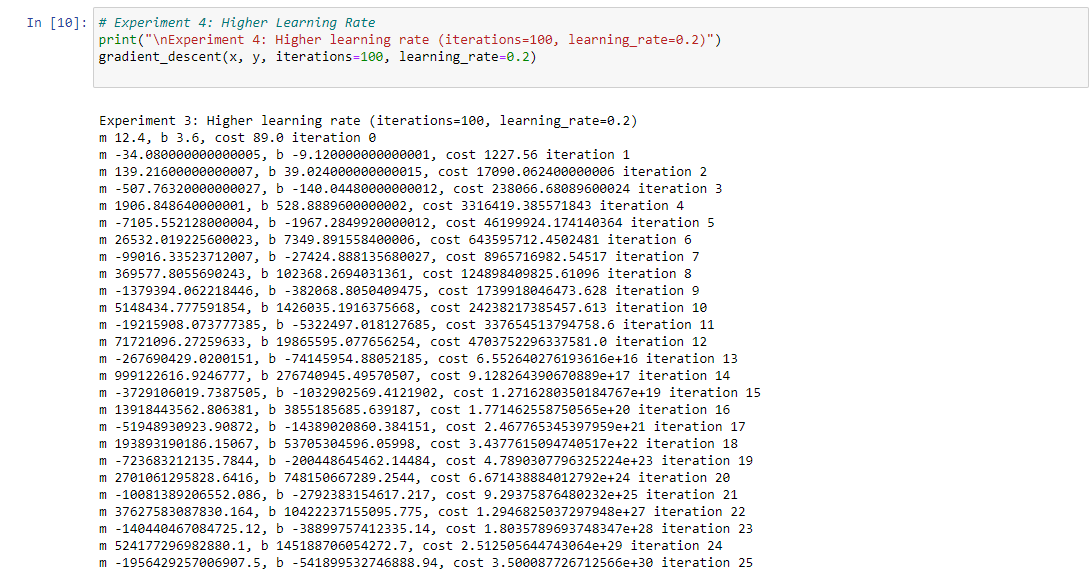 In [10]:
# Experiment 4: Higher Learning Rate
print("\nExperiment 4: Higher learning rate (iterations=100, learning_rate=0.2)")
gradient_descent(x, y, iterations=100, learning_rate=0.2)
Experiment 3: Higher learning rate (iterations=100, learning_rate=0.2)
m 12.4, b 3.6, cost 89.0 iteration 0
m -34.080000000000005, b -9.120000000000001, cost 1227.56 iteration 1
m 139.21600000000007, b 39.024000000000015, cost 17090.062400000006 iteration 2
m -507.76320000000027, b -140.04480000000012, cost 238066.68089600024 iteration 3
m 1906.848640000001, b 528.8889600000002, cost 3316419.385571843 iteration 4
m -7105.552128000004, b -1967.2849920000012, cost 46199924.174140364 iteration 5
m 26532.019225600023, b 7349.891558400006, cost 643595712.4502481 iteration 6
m -99016.33523712007, b -27424.888135680027, cost 8965716982.54517 iteration 7
m 369577.8055690243, b 102368.2694031361, cost 124898409825.61096 iteration 8
m -1379394.062218446, b -382068.8050409475, cost 1739918046473.628 iteration 9
m 5148434.777591854, b 1426035.1916375668, cost 24238217385457.613 iteration 10
m -19215908.073777385, b -5322497.018127685, cost 337654513794758.6 iteration 11
m 71721096.27259633, b 19865595.077656254, cost 4703752296337581.0 iteration 12
m -267690429.0200151, b -74145954.88052185, cost 6.552640276193616e+16 iteration 13
m 999122616.9246777, b 276740945.49570507, cost 9.128264390670889e+17 iteration 14
m -3729106019.7387505, b -1032902569.4121902, cost 1.2716280350184767e+19 iteration 15
m 13918443562.806381, b 3855185685.639187, cost 1.771462558750565e+20 iteration 16
m -51948930923.90872, b -14389020860.384151, cost 2.467765345397959e+21 iteration 17
m 193893190186.15067, b 53705304596.05998, cost 3.4377615094740517e+22 iteration 18
m -723683212135.7844, b -200448645462.14484, cost 4.7890307796325224e+23 iteration 19
m 2701061295828.6416, b 748150667289.2544, cost 6.671438884012792e+24 iteration 20
m -10081389206552.086, b -2792383154617.217, cost 9.29375876480232e+25 iteration 21
m 37627583087830.164, b 10422237155095.775, cost 1.2946825037297948e+27 iteration 22
m -140440467084725.12, b -38899757412335.14, cost 1.8035789693748347e+28 iteration 23
m 524177296982880.1, b 145188706054272.7, cost 2.512505644743064e+29 iteration 24
m -1956429257006907.5, b -541899532746888.94, cost 3.500087726712566e+30 iteration 25